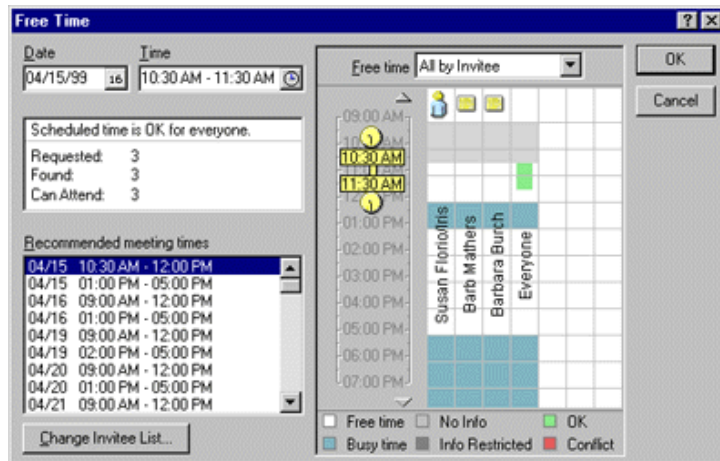 Free Time
Date
Time
04/15/99
16
10:30 AM - 11:30 AM
Scheduled time is OK for everyone.
Requested: 3
Found: 3
Can Attend: 3
Recommended meeting times
04/15 10:30 AM - 12:00 PM
04/15 01:00 PM - 05:00 PM
04/16 09:00 AM - 12:00 PM
04/16 01:00 PM - 05:00 PM
04/19 09:00 AM - 12:00 PM
04/19 02:00 PM - 05:00 PM
04/20 09:00 AM - 12:00 PM
04/20 01:00 PM - 05:00 PM
04/21 09:00 AM - 12:00 PM
Change Invitee List...
Free time
All by Invitee
09:00 AM
10:30 AM
11:30 AM
01:00 PM
02:00 PM
03:00 PM
04:00 PM
05:00 PM
06:00 PM
07:00 PM
Susan Florio/Iris
Barb Mathers
Barbara Burch
Everyone
Free time
No Info
OK
Busy time
Info Restricted
Conflict
OK
Cancel